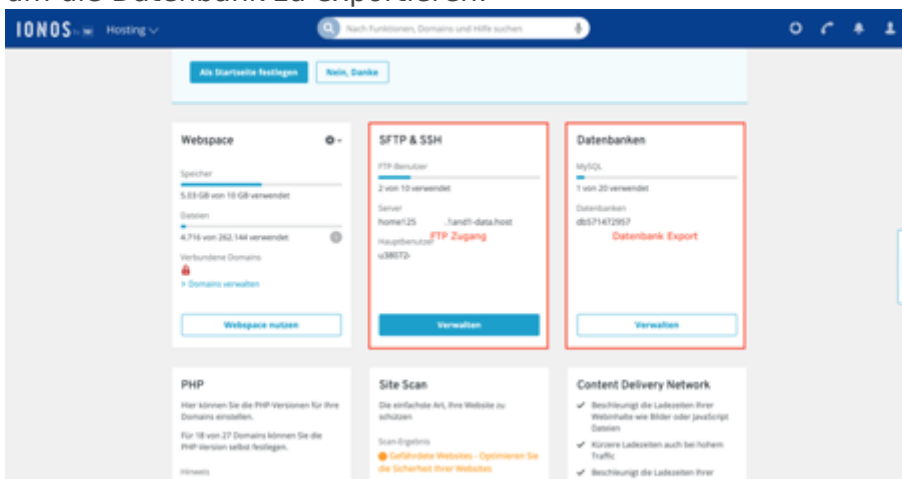 um die Datenbank zu exportieren.
IONOS by Hosting
Nach Funktionen, Domains und Hilfe suchen
Als Startseite festlegen
Nein, Danke
Webspace
Speicher
5,03 GB von 10 GB verwendet
Dateien
4.716 von 262.144 verwendet
Verbundene Domains
> Domains verwalten
Webspace nutzen
SFTP & SSH
FTP-Benutzer
2 von 10 verwendet
Server
home125 .1and1-data.host
FTP Zugang
Hauptbenutzer
u38072-
Verwalten
Datenbanken
MySQL
1 von 20 verwendet
Datenbanken
db571472957
Datenbank Export
Verwalten
PHP
Hier können Sie die PHP-Versionen für Ihre
Domains einstellen.
Für 18 von 27 Domains können Sie die
PHP-Version selbst festlegen.
Hinweis
Site Scan
Die einfachste Art, Ihre Website zu
schützen
Scan-Ergebnis
Gefährdete Websites - Optimieren Sie
die Sicherheit Ihrer Websites
Content Delivery Network
Beschleunigt die Ladezeiten Ihrer
Webinhalte wie Bilder oder JavaScript
Dateien
Kürzere Ladezeiten auch bei hohem
Traffic
Beschleunigt die Ladezeiten Ihrer